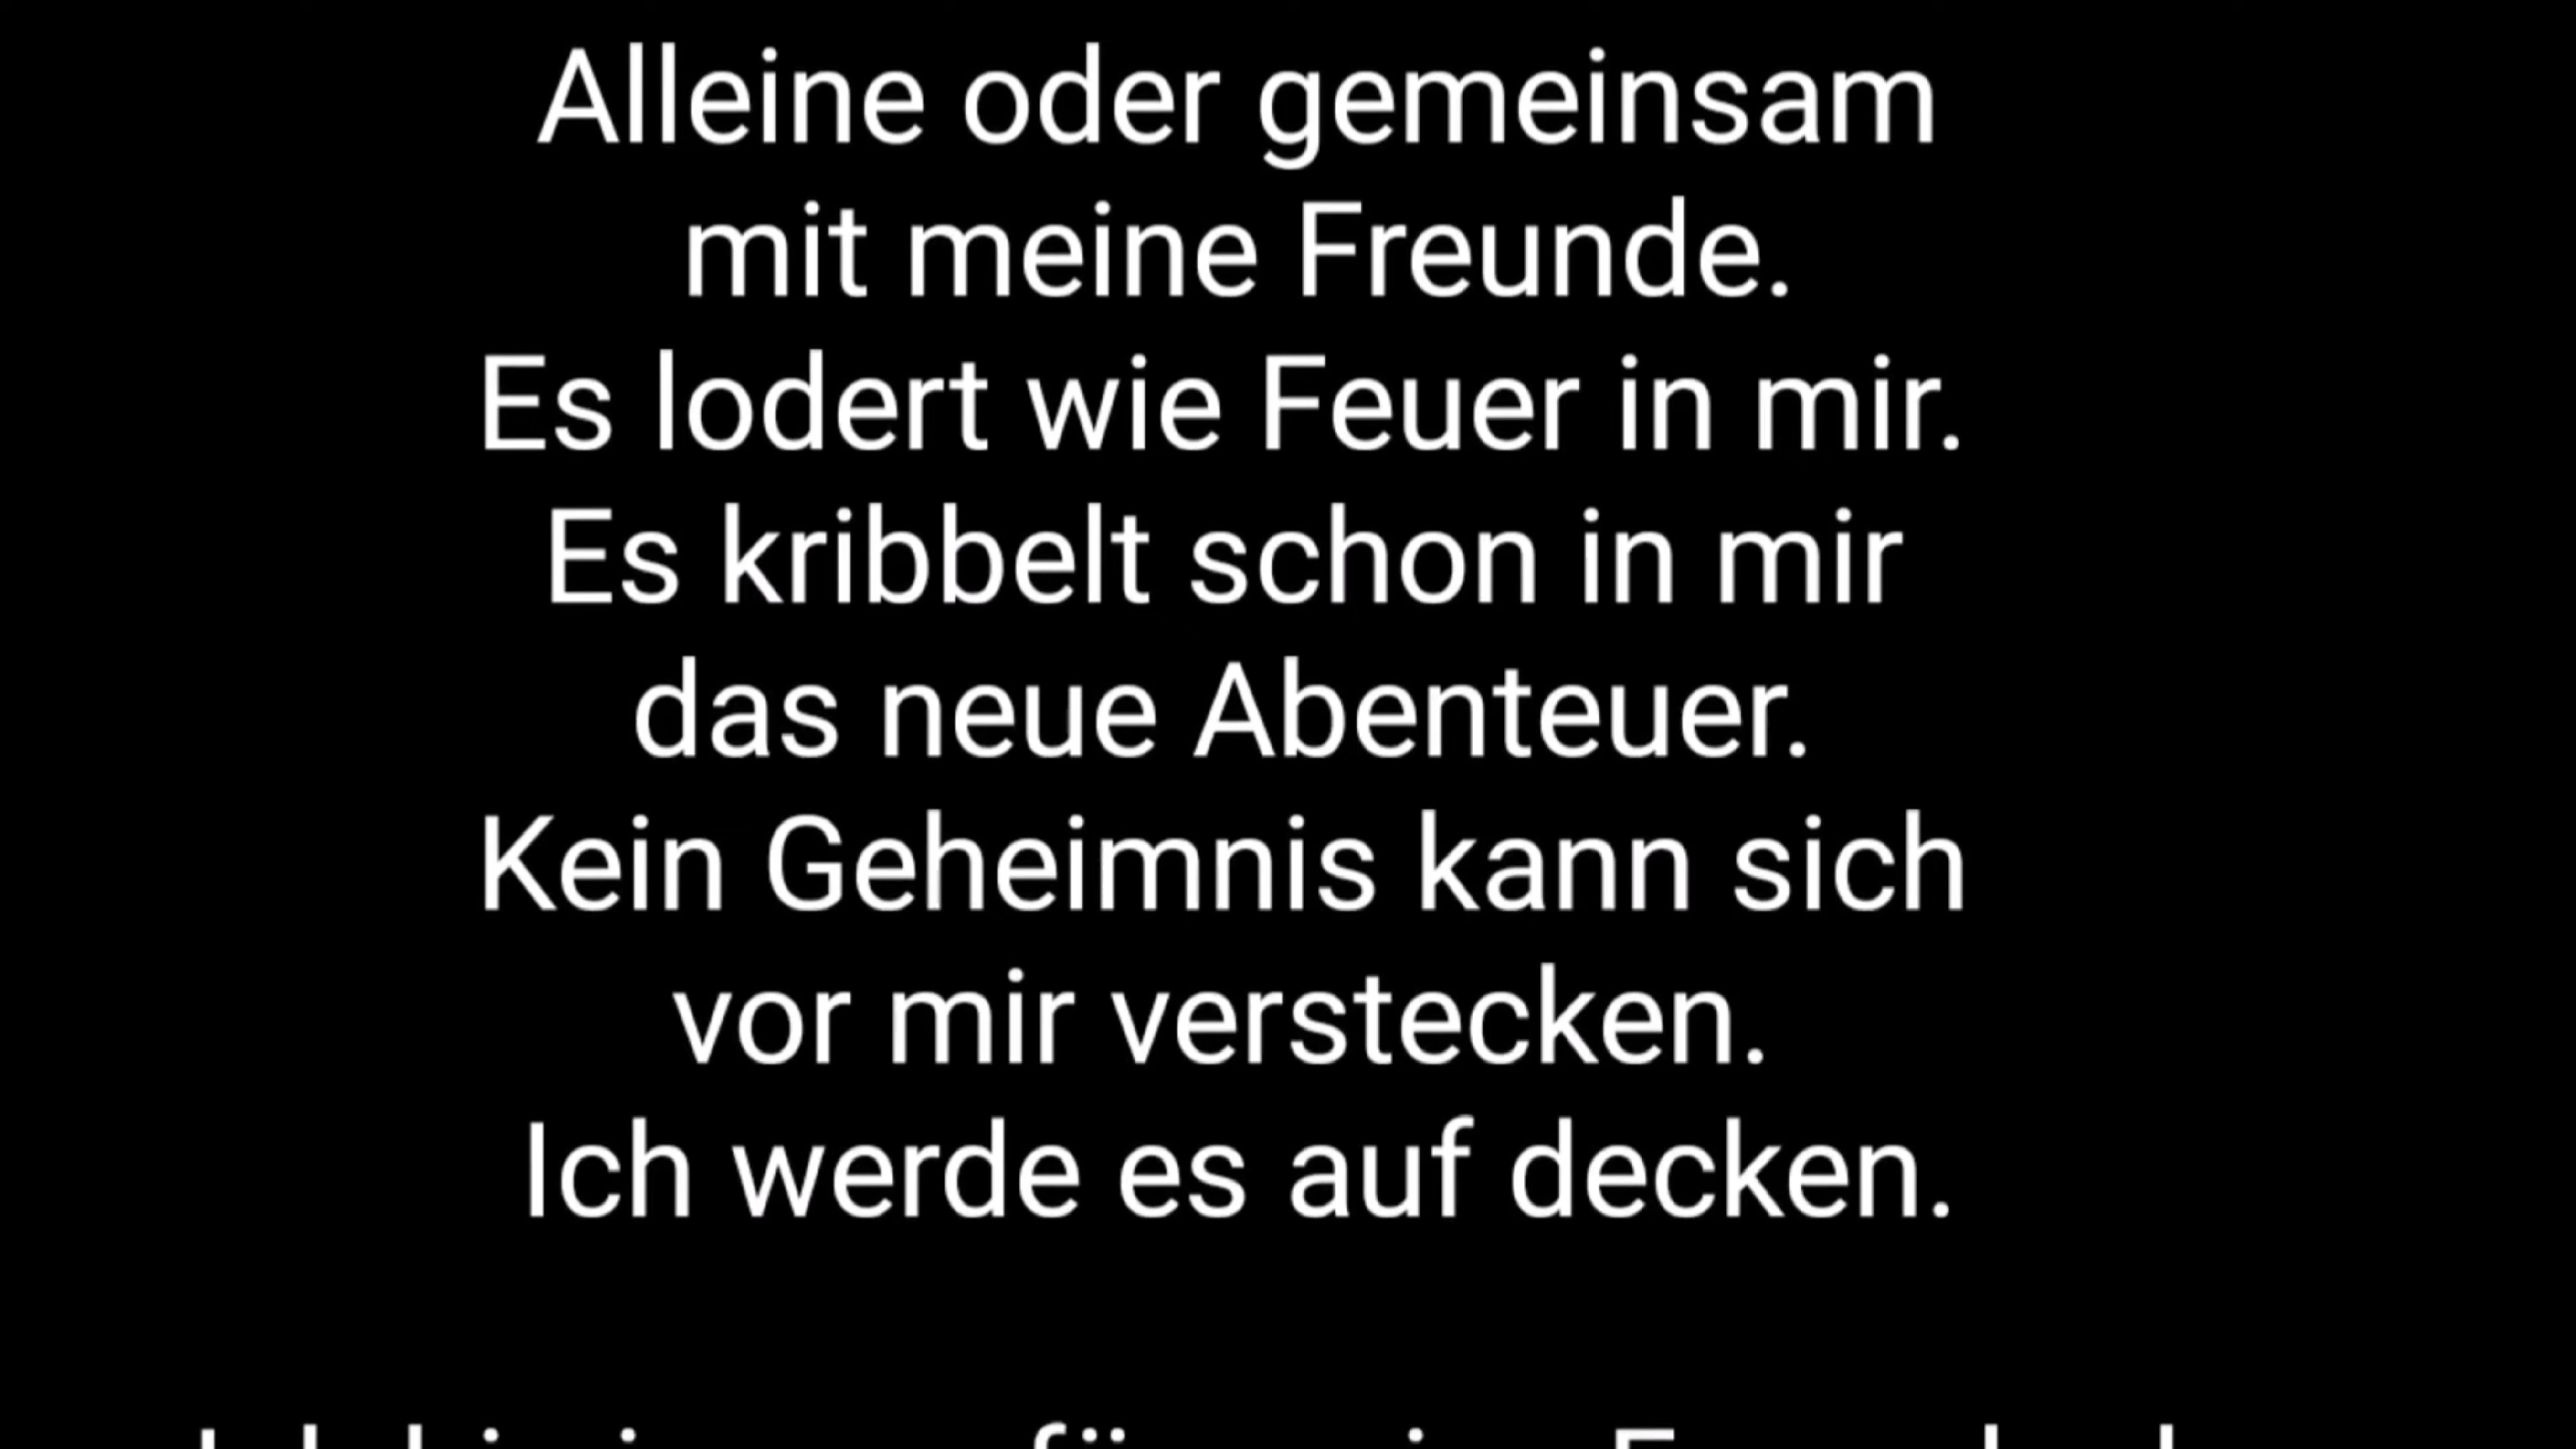 Alleine oder gemeinsam
mit meine Freunde.
Es lodert wie Feuer in mir.
Es kribbelt schon in mir
das neue Abenteuer.
Kein Geheimnis kann sich
vor mir verstecken.
Ich werde es auf decken.